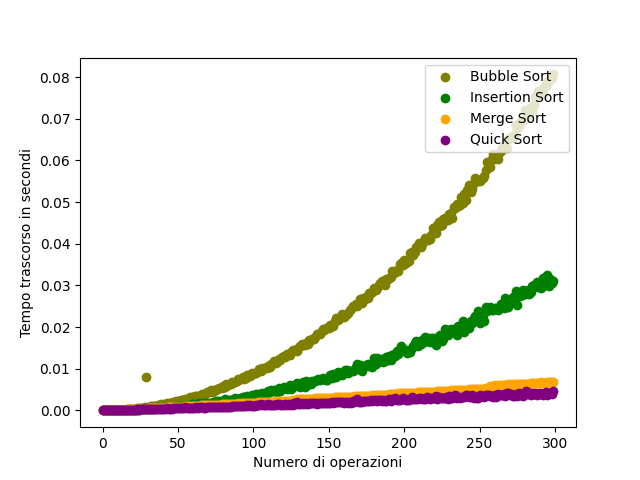 Bubble Sort
Insertion Sort
Merge Sort
Quick Sort
0.08
0.07
0.06
0.05
0.04
0.03
0.02
0.01
0.00
Tempo trascorso in secondi
0 50 100 150 200 250 300
Numero di operazioni